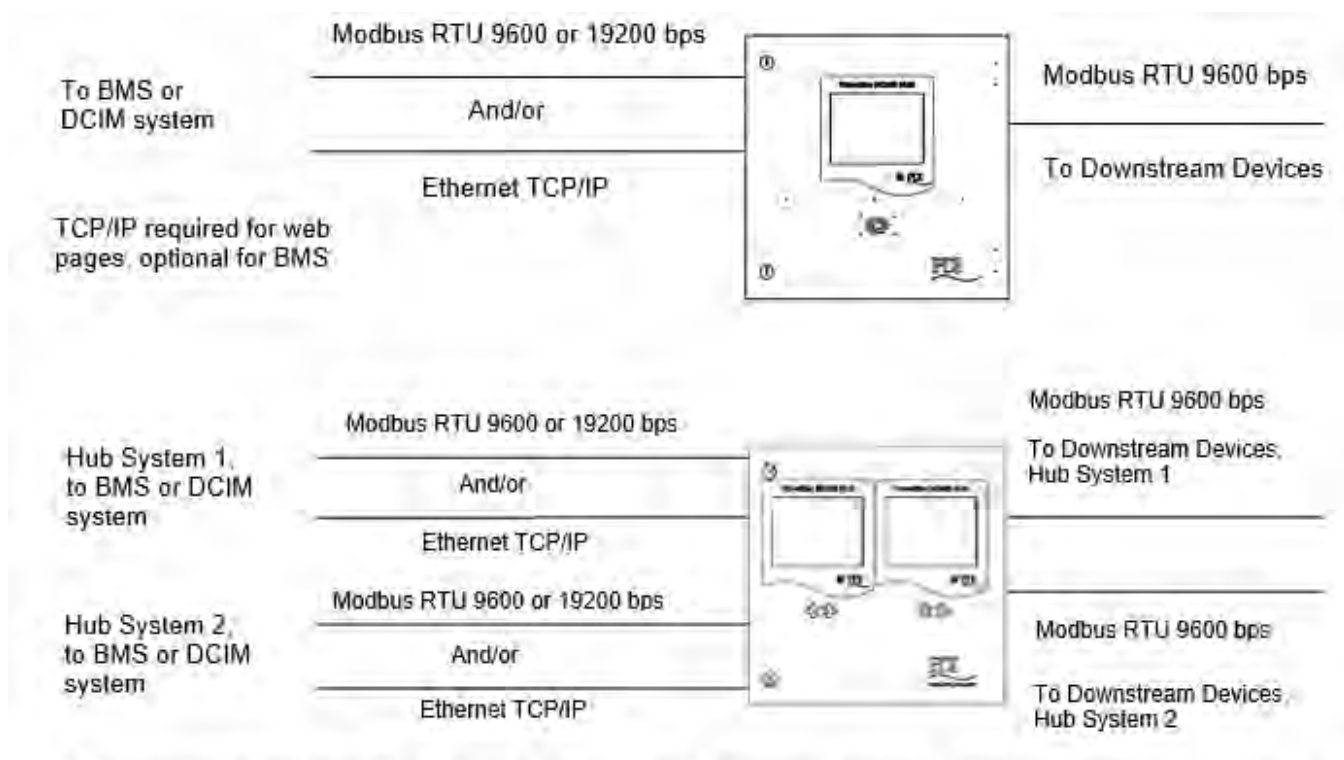 Modbus RTU 9600 or 19200 bps
To BMS or
DCIM system
And/or
Ethernet TCP/IP
TCP/IP required for web
pages, optional for BMS
Modbus RTU 9600 bps
To Downstream Devices
Modbus RTU 9600 or 19200 bps
Hub System 1,
to BMS or DCIM
system
And/or
Ethernet TCP/IP
Modbus RTU 9600 or 19200 bps
Hub System 2,
to BMS or DCIM
system
And/or
Ethernet TCP/IP
Modbus RTU 9600 bps
To Downstream Devices,
Hub System 1
Modbus RTU 9600 bps
To Downstream Devices,
Hub System 2